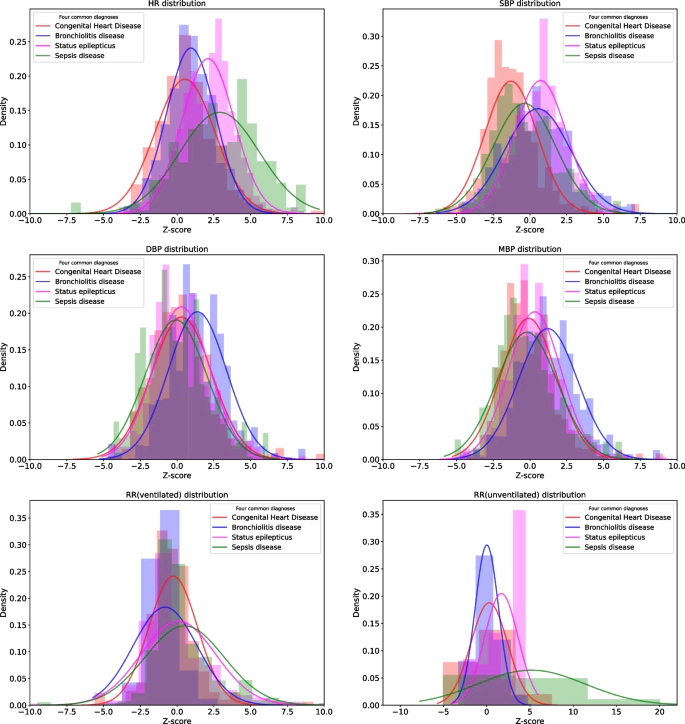 HR distribution
Four common diagnoses
Congenital Heart Disease
Bronchiolitis disease
Status epilepticus
Sepsis disease
Density
0.25
0.20
0.15
0.10
0.05
0.00
−10.0 −7.5 −5.0 −2.5 0.0 2.5 5.0 7.5 10.0
Z-score
SBP distribution
Four common diagnoses
Congenital Heart Disease
Bronchiolitis disease
Status epilepticus
Sepsis disease
Density
0.30
0.25
0.20
0.15
0.10
0.05
0.00
−10.0 −7.5 −5.0 −2.5 0.0 2.5 5.0 7.5 10.0
Z-score
DBP distribution
Four common diagnoses
Congenital Heart Disease
Bronchiolitis disease
Status epilepticus
Sepsis disease
Density
0.25
0.20
0.15
0.10
0.05
0.00
−10.0 −7.5 −5.0 −2.5 0.0 2.5 5.0 7.5 10.0
Z-score
MBP distribution
Four common diagnoses
Congenital Heart Disease
Bronchiolitis disease
Status epilepticus
Sepsis disease
Density
0.30
0.25
0.20
0.15
0.10
0.05
0.00
−10.0 −7.5 −5.0 −2.5 0.0 2.5 5.0 7.5 10.0
Z-score
RR(ventilated) distribution
Four common diagnoses
Congenital Heart Disease
Bronchiolitis disease
Status epilepticus
Sepsis disease
Density
0.35
0.30
0.25
0.20
0.15
0.10
0.05
0.00
−10.0 −7.5 −5.0 −2.5 0.0 2.5 5.0 7.5 10.0
Z-score
RR(unventilated) distribution
Four common diagnoses
Congenital Heart Disease
Bronchiolitis disease
Status epilepticus
Sepsis disease
Density
0.35
0.30
0.25
0.20
0.15
0.10
0.05
0.00
−10 −5 0 5 10 15 20
Z-score